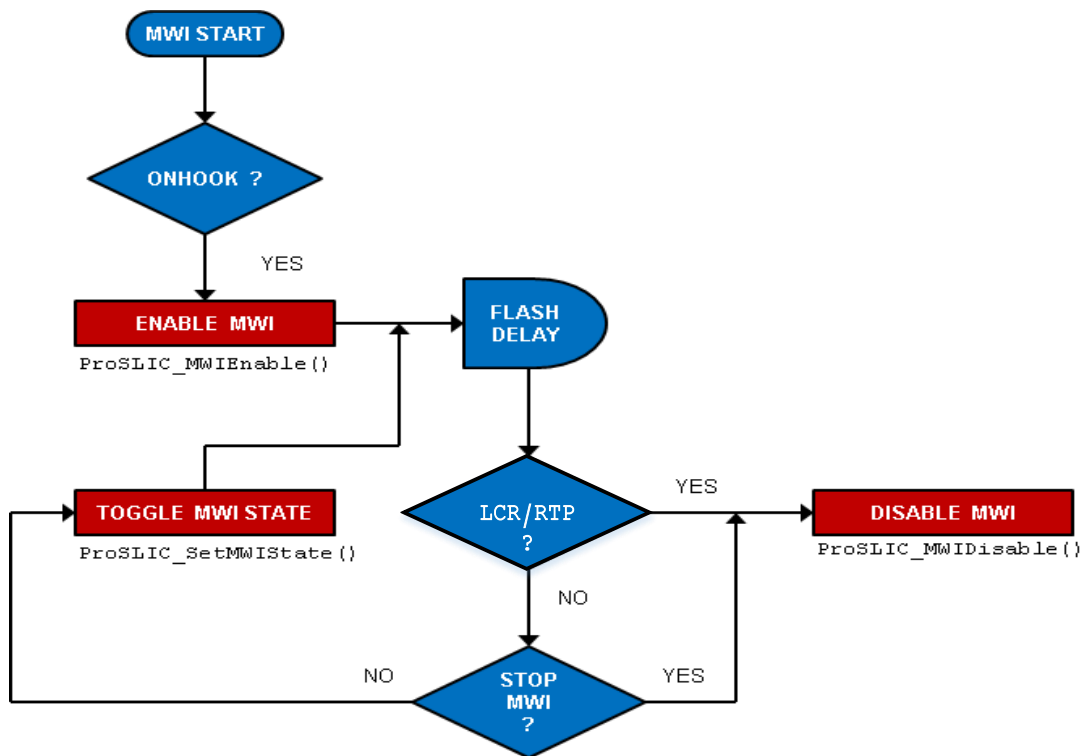 MWI START
ONHOOK ?
YES
ENABLE MWI
ProSLIC_MWIEnable()
FLASH
DELAY
TOGGLE MWI STATE
ProSLIC_SetMWIState()
LCR/RTP
?
YES
DISABLE MWI
ProSLIC_MWIDisable()
NO
NO
STOP
MWI
?
YES